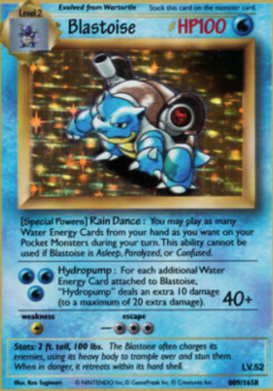 Level 2 Evolved from Wartortle Stack this card on the monster card.
Blastoise HP100
[Special Powers] Rain Dance : You may play as many
Water Energy Cards from your hand as you want on your
Pocket Monsters during your turn. This ability cannot be used
if Blastoise is Asleep, Paralyzed, or Confused.
Hydropump : For each additional Water
Energy Card attached to Blastoise,
"Hydropump" deals an extra 10 damage
(to a maximum of 20 extra damage). 40+
weakness escape
Stats: 2 ft. tall, 100 lbs. The Blastoise often charges its
enemies, using its heavy body to trample over and stun them.
When in danger, it retreats within its shell. LV.52
Illus. Ken Sugimori © NINTENDO Inc. © GameFreak Inc. © Creatures Inc. 009/165R